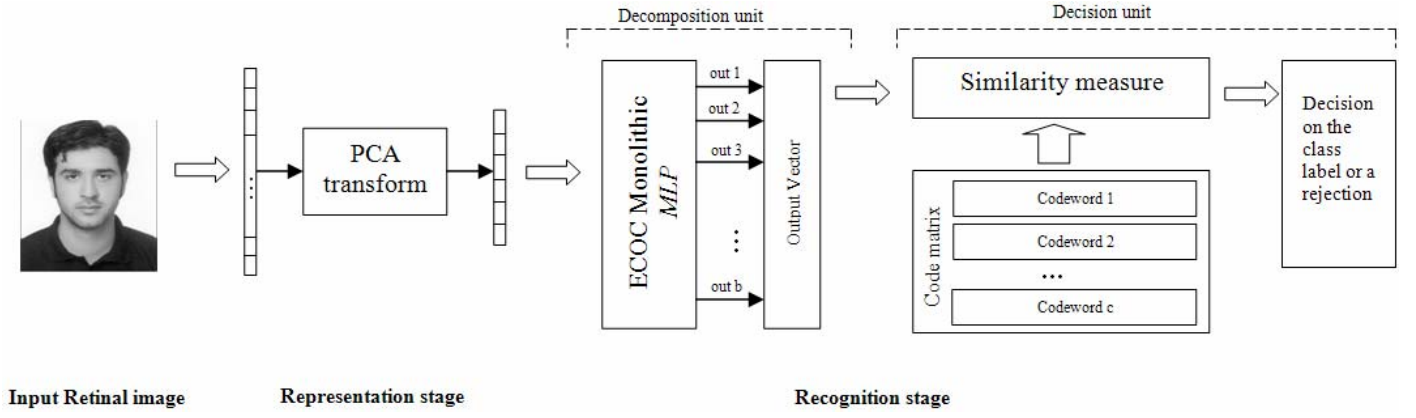 Decomposition unit
Decision unit
PCA
transform
ECOC Monolithic
MLP
out 1
out 2
out 3
...
out b
Output Vector
Similarity measure
Code matrix
Codeword 1
Codeword 2
...
Codeword c
Decision
on the
class
label or a
rejection
Input Retinal image
Representation stage
Recognition stage